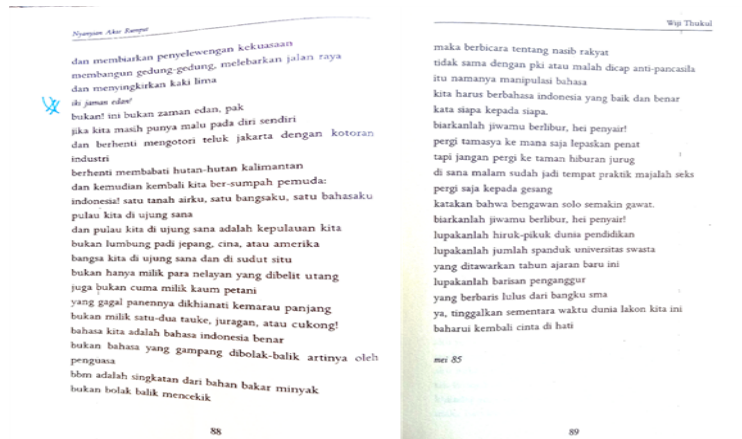 Nyanyian Akar Rumput
dan membiarkan penyelewengan kekuasaan
membangun gedung-gedung, melebarkan jalan raya
dan menyingkirkan kaki lima
iki jaman edan!
bukan! ini bukan zaman edan, pak
jika kita masih punya malu pada diri sendiri
dan berhenti mengotori teluk jakarta dengan kotoran
industri
berhenti membabati hutan-hutan kalimantan
dan kemudian kembali kita ber-sumpah pemuda:
indonesia! satu tanah airku, satu bangsaku, satu bahasaku
pulau kita di ujung sana
dan pulau kita di ujung sana adalah kepulauan kita
bukan lumbung padi jepang, cina, atau amerika
bangsa kita di ujung sana dan di sudut situ
bukan hanya milik para nelayan yang dibelit utang
juga bukan cuma milik kaum petani
yang gagal panennya dikhianati kemarau panjang
bukan milik satu-dua tauke, juragan, atau cukong!
bahasa kita adalah bahasa indonesia benar
bukan bahasa yang gampang dibolak-balik artinya oleh
penguasa
bbm adalah singkatan dari bahan bakar minyak
bukan bolak balik mencekik
88
Wiji Thukul
maka berbicara tentang nasib rakyat
tidak sama dengan pki atau malah dicap anti-pancasila
itu namanya manipulasi bahasa
kita harus berbahasa indonesia yang baik dan benar
kata siapa kepada siapa.
biarkanlah jiwamu berlibur, hei penyair!
pergi tamasya ke mana saja lepaskan penat
tapi jangan pergi ke taman hiburan jurug
di sana malam sudah jadi tempat praktik majalah seks
pergi saja kepada gesang
katakan bahwa bengawan solo semakin gawat.
biarkanlah jiwamu berlibur, hei penyair!
lupakanlah hiruk-pikuk dunia pendidikan
lupakanlah jumlah spanduk universitas swasta
yang ditawarkan tahun ajaran baru ini
lupakanlah barisan penganggur
yang berbaris lulus dari bangku sma
ya, tinggalkan sementara waktu dunia lakon kita ini
baharui kembali cinta di hati
mei 85
89